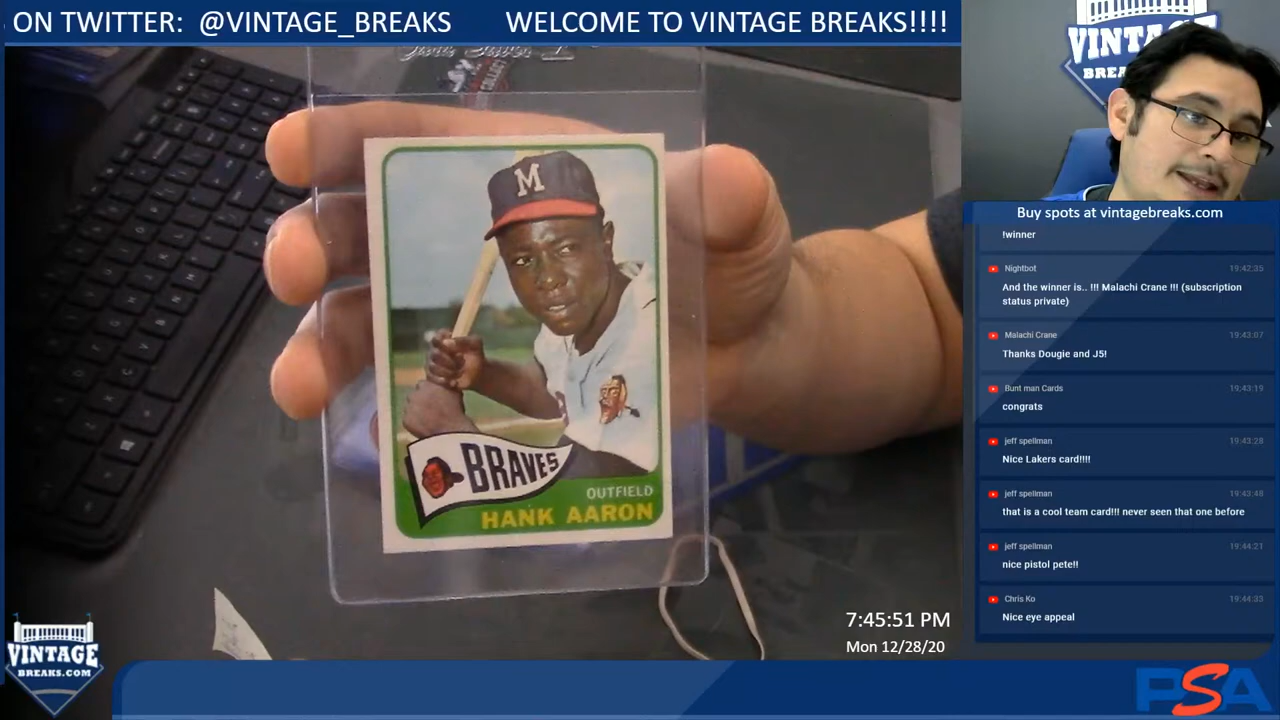 ON TWITTER: @VINTAGE_BREAKS WELCOME TO VINTAGE BREAKS!!!!
M
BRAVES
OUTFIELD
HANK AARON
7:45:51 PM
Mon 12/28/20
VINTAGE
BREAKS.COM
VINTAG
BREA
Buy spots at vintagebreaks.com
!winner
Nightbot 19:42:35
And the winner is.. !!! Malachi Crane !!! (subscription
status private)
Malachi Crane 19:43:07
Thanks Dougie and J5!
Bunt man Cards 19:43:19
congrats
jeff spellman 19:43:28
Nice Lakers card!!!!
jeff spellman 19:43:48
that is a cool team card!!! never seen that one before
jeff spellman 19:44:21
nice pistol pete!!
Chris Ko 19:44:33
Nice eye appeal
PSA